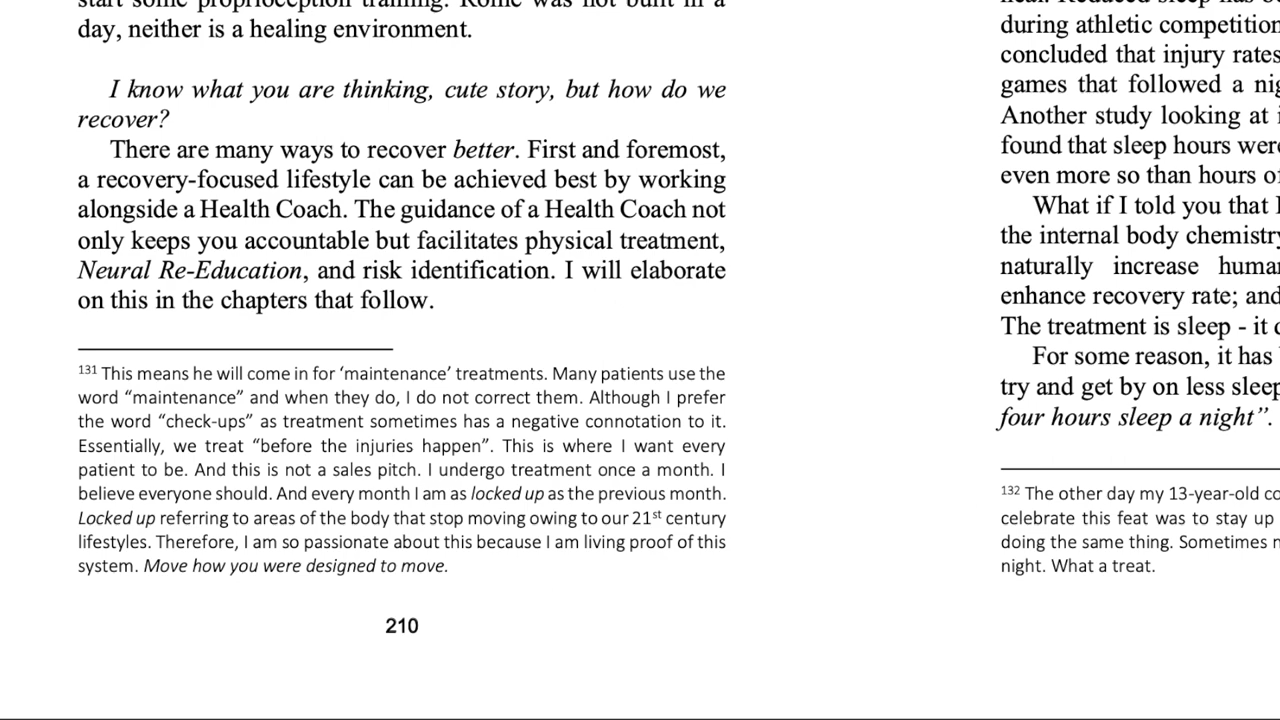 start some proprioception training. Rome was not built in a
day, neither is a healing environment.
I know what you are thinking, cute story, but how do we
recover?
There are many ways to recover better. First and foremost,
a recovery-focused lifestyle can be achieved best by working
alongside a Health Coach. The guidance of a Health Coach not
only keeps you accountable but facilitates physical treatment,
Neural Re-Education, and risk identification. I will elaborate
on this in the chapters that follow.
131 This means he will come in for ‘maintenance’ treatments. Many patients use the
word “maintenance” and when they do, I do not correct them. Although I prefer
the word “check-ups” as treatment sometimes has a negative connotation to it.
Essentially, we treat “before the injuries happen”. This is where I want every
patient to be. And this is not a sales pitch. I undergo treatment once a month. I
believe everyone should. And every month I am as locked up as the previous month.
Locked up referring to areas of the body that stop moving owing to our 21st century
lifestyles. Therefore, I am so passionate about this because I am living proof of this
system. Move how you were designed to move.
210
during athletic competition
concluded that injury rates
games that followed a
Another study looking at
found that sleep hours were
even more so than hours
What if I told you that
the internal body chemistry
naturally increase
enhance recovery rate; and
The treatment is sleep - it
For some reason, it has
try and get by on less sleep
four hours sleep a night”.
132 The other day my 13-year-old
celebrate this feat was to stay up
doing the same thing. Sometimes
night. What a treat.